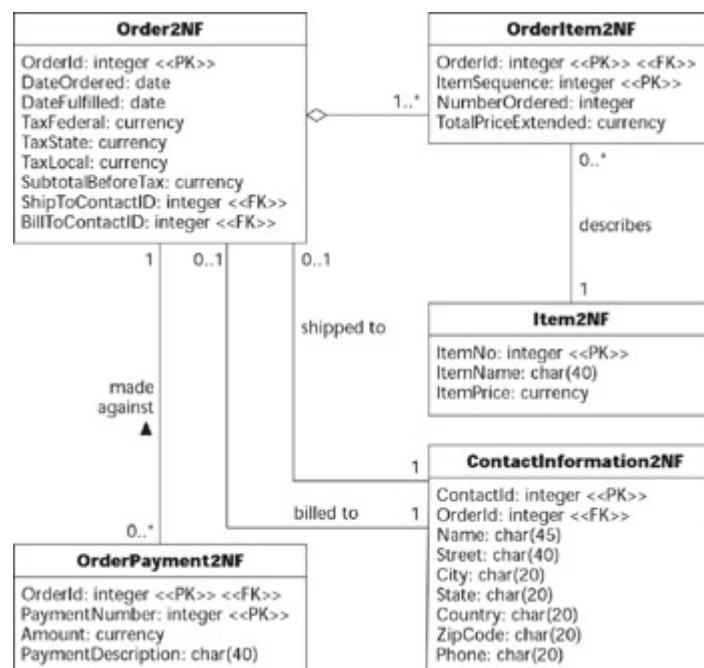 Order2NF
OrderId: integer <<PK>>
DateOrdered: date
DateFulfilled: date
TaxFederal: currency
TaxState: currency
TaxLocal: currency
SubtotalBeforeTax: currency
ShipToContactID: integer <<FK>>
BillToContactID: integer <<FK>>
1..*
OrderItem2NF
OrderId: integer <<PK>> <<FK>>
ItemSequence: integer <<PK>>
NumberOrdered: integer
TotalPriceExtended: currency
0..*
describes
1
Item2NF
ItemNo: integer <<PK>>
ItemName: char(40)
ItemPrice: currency
1
0..1
0..1
shipped to
1
made
against
billed to
1
0..*
ContactInformation2NF
ContactId: integer <<PK>>
OrderId: integer <<FK>>
Name: char(45)
Street: char(40)
City: char(20)
State: char(20)
Country: char(20)
ZipCode: char(20)
Phone: char(20)
OrderPayment2NF
OrderId: integer <<PK>> <<FK>>
PaymentNumber: integer <<PK>>
Amount: currency
PaymentDescription: char(40)